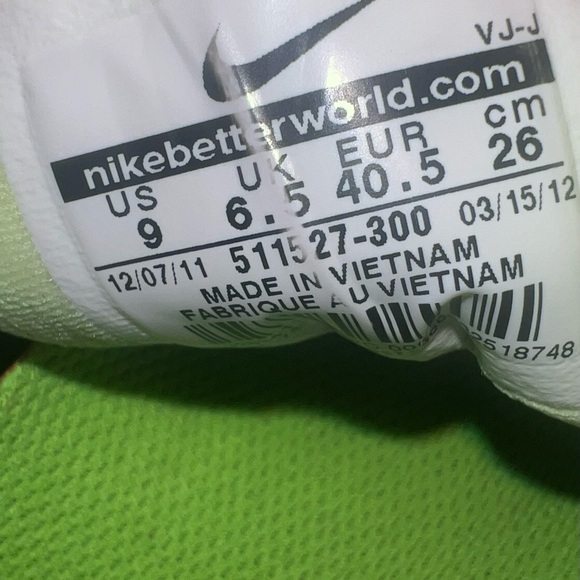 VJ-J
nikebetterworld.com
US UK EUR cm
9 6.5 40.5 26
12/07/11 511527-300 03/15/12
MADE IN VIETNAM
FABRIQUE AU VIETNAM
2518748